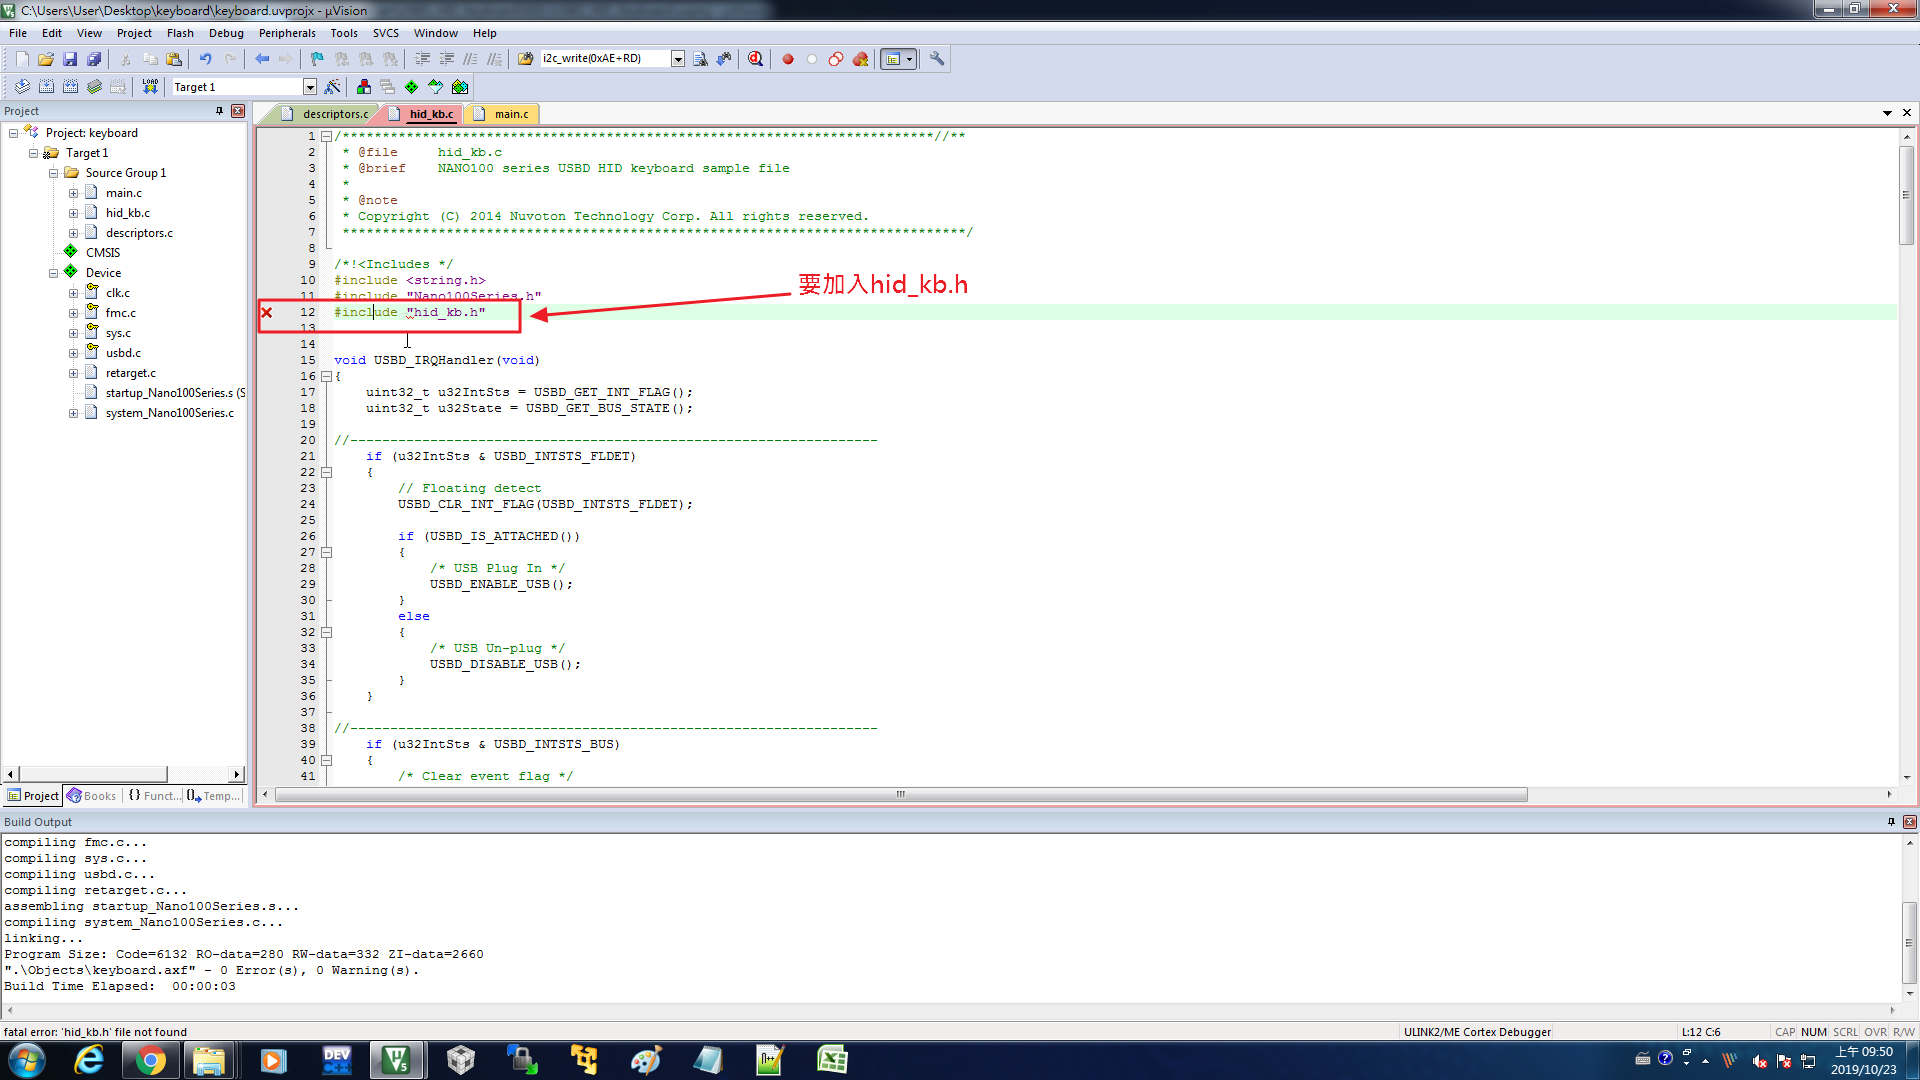 C:\Users\User\Desktop\keyboard\keyboard.uvprojx - µVision
File Edit View Project Flash Debug Peripherals Tools SVCS Window Help
i2c_write(0xAE+RD)
LOAD Target 1
Project
descriptors.c hid_kb.c main.c
Project: keyboard
Target 1
Source Group 1
main.c
hid_kb.c
descriptors.c
CMSIS
Device
clk.c
fmc.c
sys.c
usbd.c
retarget.c
startup_Nano100Series.s (S
system_Nano100Series.c
Project Books {} Funct... Temp...
1 /**************************************************************************//**
2 * @file hid_kb.c
3 * @brief NANO100 series USBD HID keyboard sample file
4 *
5 * @note
6 * Copyright (C) 2014 Nuvoton Technology Corp. All rights reserved.
7 ******************************************************************************/
8
9 /*!<Includes */
10 #include <string.h>
11 #include "Nano100Series.h"
12 #include "hid_kb.h"
要加入hid_kb.h
13
14
15 void USBD_IRQHandler(void)
16 {
17 uint32_t u32IntSts = USBD_GET_INT_FLAG();
18 uint32_t u32State = USBD_GET_BUS_STATE();
19
20 //------------------------------------------------------------------
21 if (u32IntSts & USBD_INTSTS_FLDET)
22 {
23 // Floating detect
24 USBD_CLR_INT_FLAG(USBD_INTSTS_FLDET);
25
26 if (USBD_IS_ATTACHED())
27 {
28 /* USB Plug In */
29 USBD_ENABLE_USB();
30 }
31 else
32 {
33 /* USB Un-plug */
34 USBD_DISABLE_USB();
35 }
36 }
37
38 //------------------------------------------------------------------
39 if (u32IntSts & USBD_INTSTS_BUS)
40 {
41 /* Clear event flag */
Build Output
compiling fmc.c...
compiling sys.c...
compiling usbd.c...
compiling retarget.c...
assembling startup_Nano100Series.s...
compiling system_Nano100Series.c...
linking...
Program Size: Code=6132 RO-data=280 RW-data=332 ZI-data=2660
".\Objects\keyboard.axf" - 0 Error(s), 0 Warning(s).
Build Time Elapsed: 00:00:03
fatal error: 'hid_kb.h' file not found ULINK2/ME Cortex Debugger L:12 C:6 CAP NUM SCRL OVR R/W
DEV
上午 09:50
2019/10/23